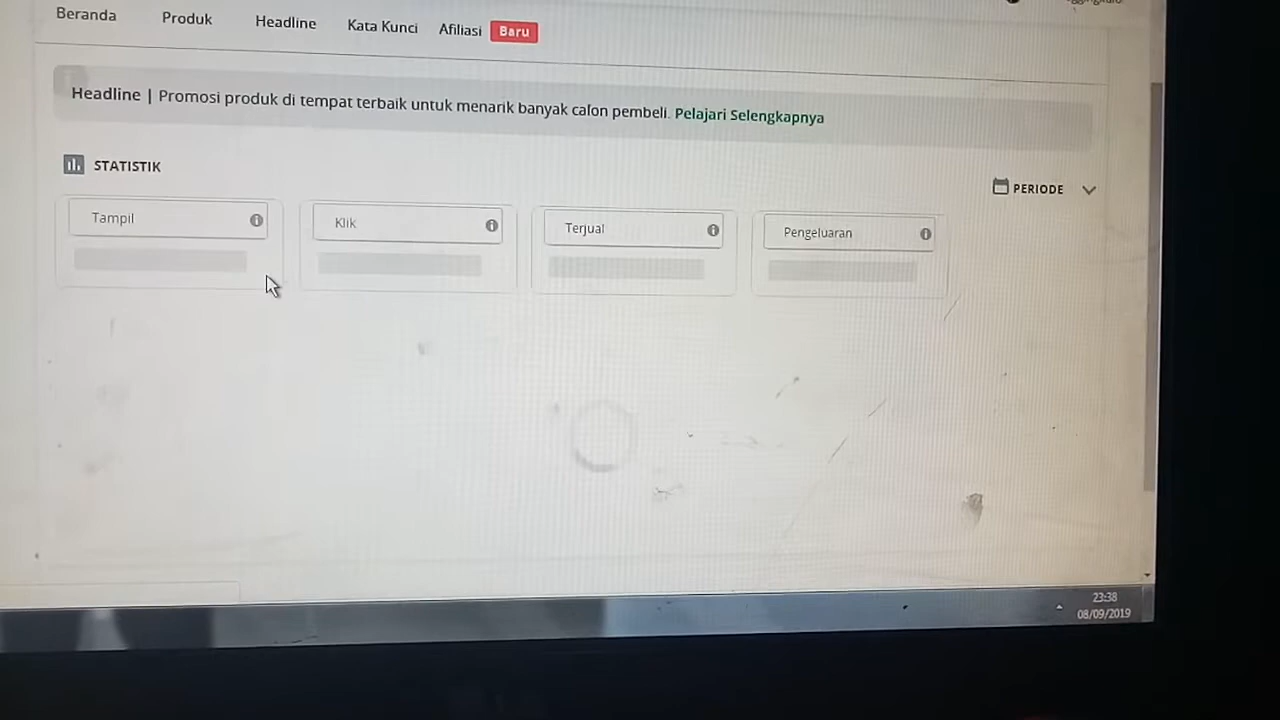 Beranda Produk Headline Kata Kunci Afiliasi Baru
Headline | Promosi produk di tempat terbaik untuk menarik banyak calon pembeli. Pelajari Selengkapnya
STATISTIK
PERIODE
Tampil Klik Terjual Pengeluaran
23:38
08/09/2019